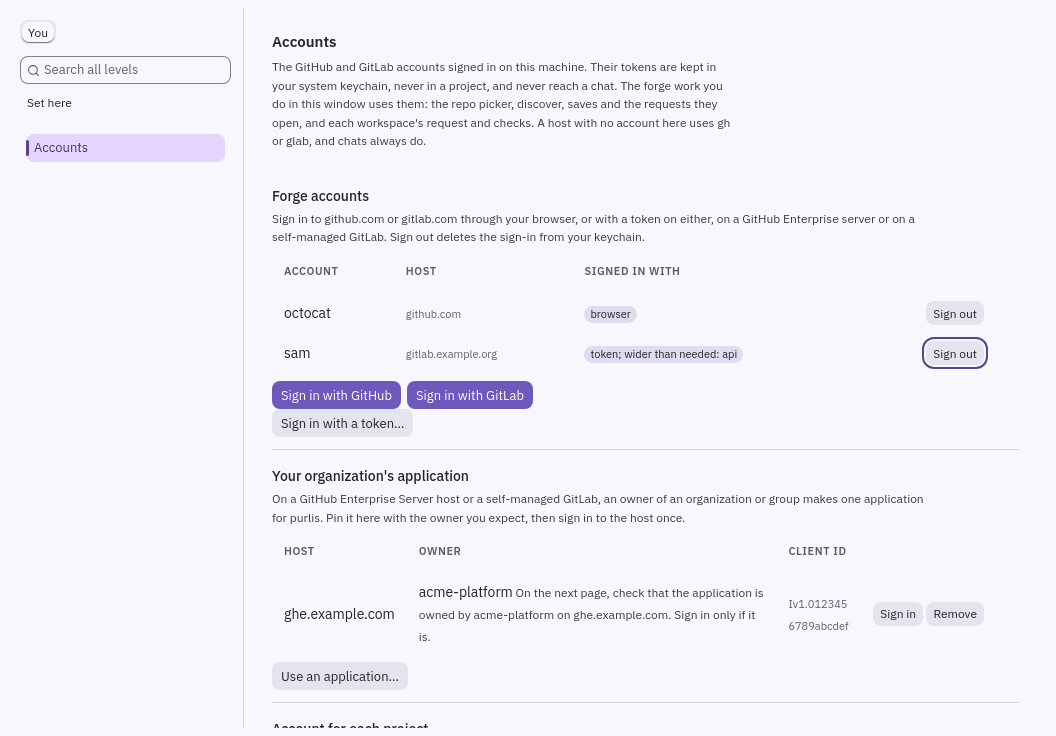 You
Search all levels
Set here
Accounts
Accounts
The GitHub and GitLab accounts signed in on this machine. Their tokens are kept in
your system keychain, never in a project, and never reach a chat. The forge work you
do in this window uses them: the repo picker, discover, saves and the requests they
open, and each workspace's request and checks. A host with no account here uses gh
or glab, and chats always do.
Forge accounts
Sign in to github.com or gitlab.com through your browser, or with a token on either, on a GitHub Enterprise server or on a
self-managed GitLab. Sign out deletes the sign-in from your keychain.
ACCOUNT HOST SIGNED IN WITH
octocat github.com browser Sign out
sam gitlab.example.org token; wider than needed: api Sign out
Sign in with GitHub Sign in with GitLab
Sign in with a token...
Your organization's application
On a GitHub Enterprise Server host or a self-managed GitLab, an owner of an organization or group makes one application
for purlis. Pin it here with the owner you expect, then sign in to the host once.
HOST OWNER CLIENT ID
ghe.example.com
acme-platform On the next page, check that the application is
owned by acme-platform on ghe.example.com. Sign in only if it
is.
Iv1.012345
6789abcdef
Sign in Remove
Use an application...
Account for each project